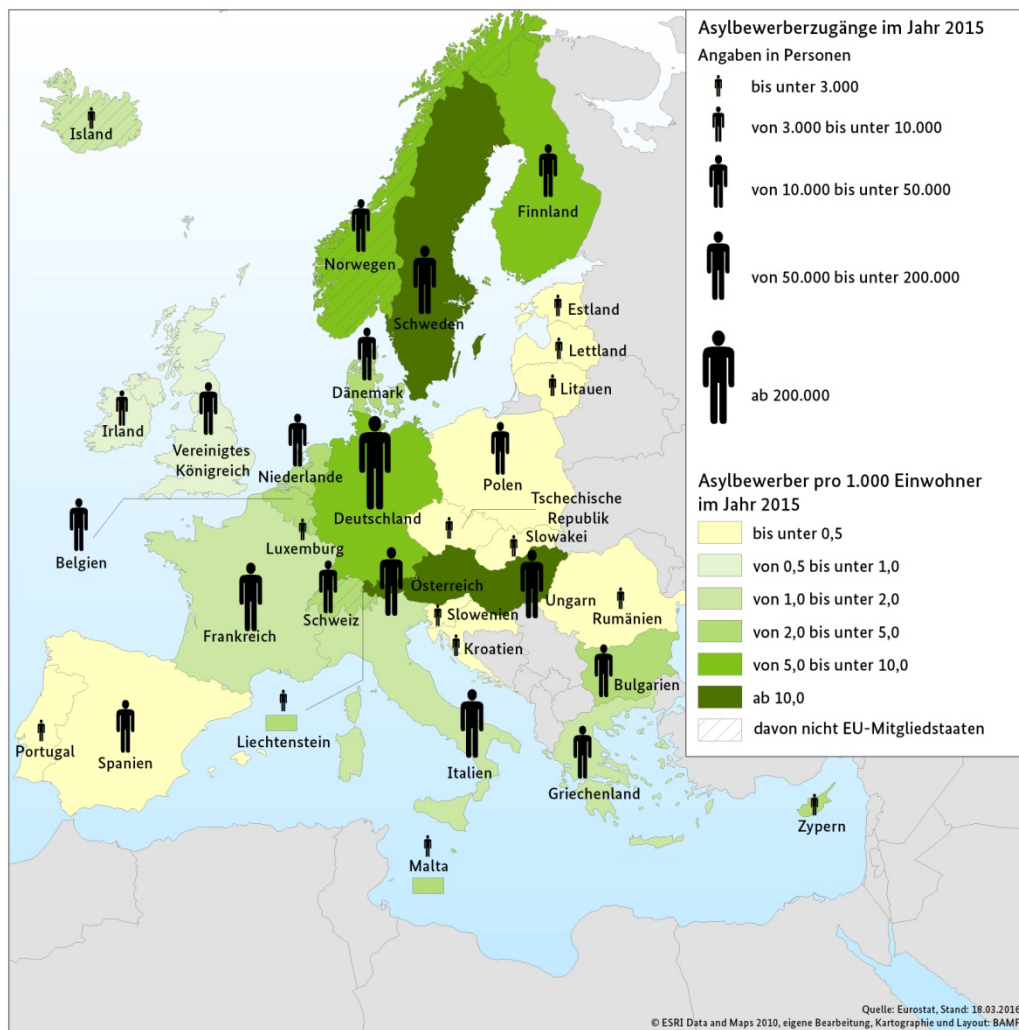 Asylbewerberzugänge im Jahr 2015
Angaben in Personen
bis unter 3.000
von 3.000 bis unter 10.000
von 10.000 bis unter 50.000
von 50.000 bis unter 200.000
ab 200.000
Asylbewerber pro 1.000 Einwohner
im Jahr 2015
bis unter 0,5
von 0,5 bis unter 1,0
von 1,0 bis unter 2,0
von 2,0 bis unter 5,0
von 5,0 bis unter 10,0
ab 10,0
davon nicht EU-Mitgliedstaaten
Island
Finnland
Norwegen
Schweden
Estland
Lettland
Litauen
Dänemark
Irland
Vereinigtes
Königreich
Niederlande
Polen
Deutschland
Tschechische
Republik
Slowakei
Belgien
Luxemburg
Österreich
Ungarn
Rumänien
Frankreich
Schweiz
Slowenien
Kroatien
Bulgarien
Liechtenstein
Portugal
Spanien
Italien
Griechenland
Zypern
Malta
Quelle: Eurostat, Stand: 18.03.2016
© ESRI Data and Maps 2010, eigene Bearbeitung, Kartographie und Layout: BAMF